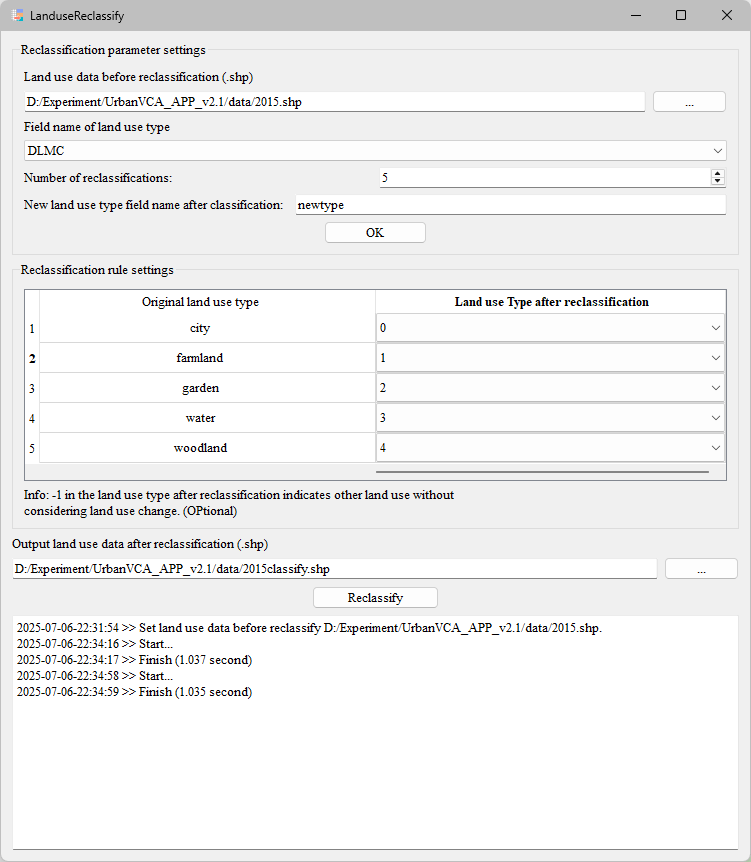 LanduseReclassify
Reclassification parameter settings
Land use data before reclassification (.shp)
D:/Experiment/UrbanVCA_APP_v2.1/data/2015.shp
...
Field name of land use type
DLMC
Number of reclassifications:
5
New land use type field name after classification:
newtype
OK
Reclassification rule settings
Original land use type
Land use Type after reclassification
1 city 0
2 farmland 1
3 garden 2
4 water 3
5 woodland 4
Info: -1 in the land use type after reclassification indicates other land use without
considering land use change. (OPtional)
Output land use data after reclassification (.shp)
D:/Experiment/UrbanVCA_APP_v2.1/data/2015classify.shp
...
Reclassify
2025-07-06-22:31:54 >> Set land use data before reclassify D:/Experiment/UrbanVCA_APP_v2.1/data/2015.shp.
2025-07-06-22:34:16 >> Start...
2025-07-06-22:34:17 >> Finish (1.037 second)
2025-07-06-22:34:58 >> Start...
2025-07-06-22:34:59 >> Finish (1.035 second)